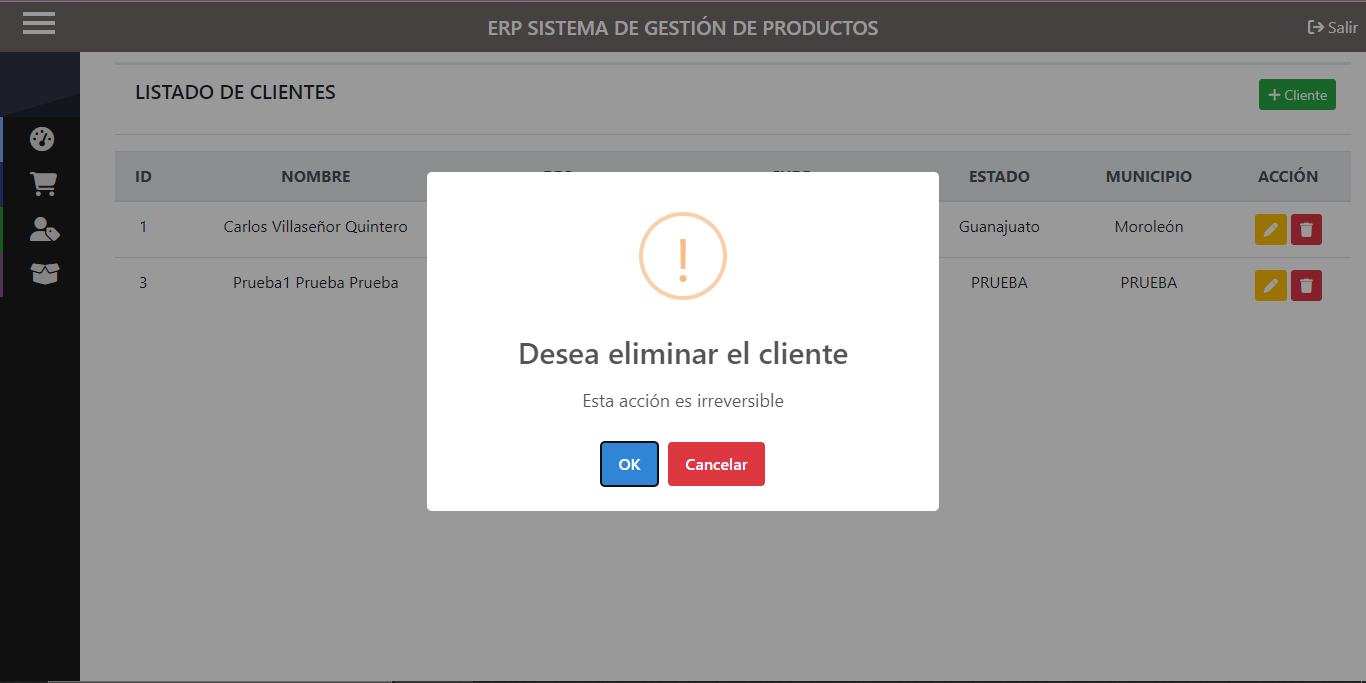 ERP SISTEMA DE GESTIÓN DE PRODUCTOS
Salir
LISTADO DE CLIENTES
+ Cliente
ID NOMBRE ESTADO MUNICIPIO ACCIÓN
1 Carlos Villaseñor Quintero Guanajuato Moroleón
3 Prueba1 Prueba Prueba PRUEBA PRUEBA
!
Desea eliminar el cliente
Esta acción es irreversible
OK Cancelar